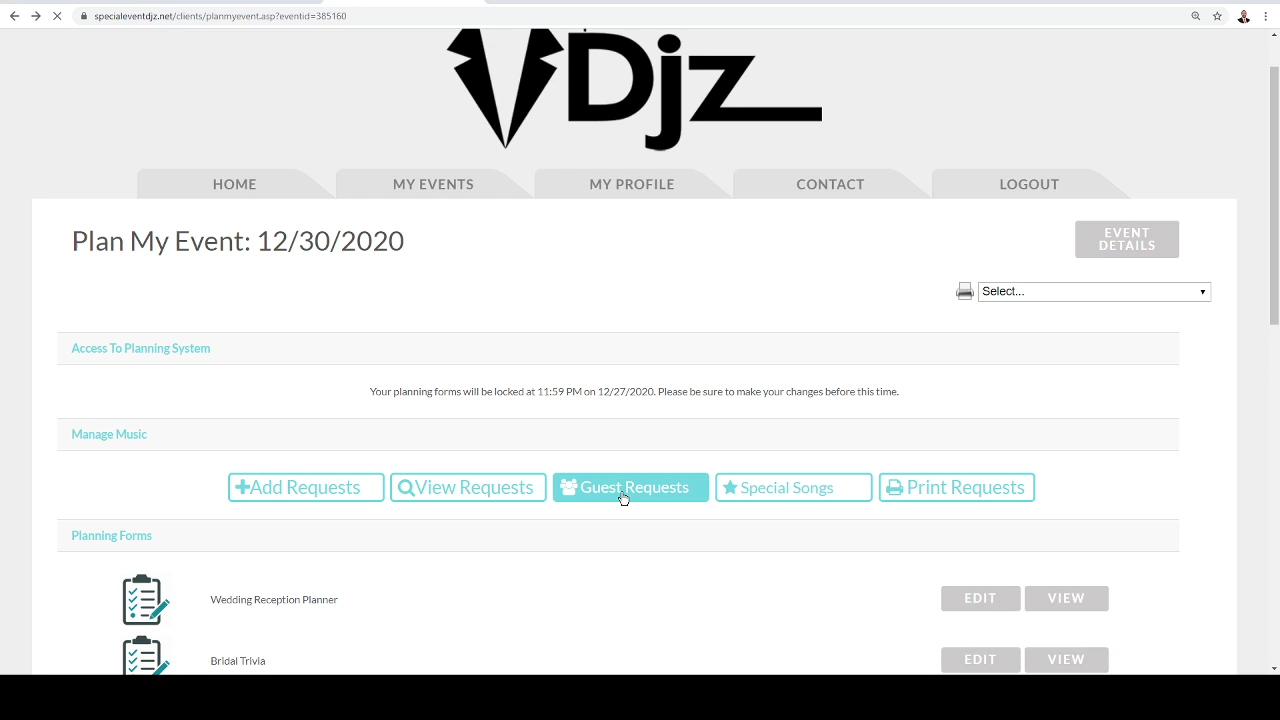 specialeventdjz.net/clients/planmyevent.asp?eventid=385160
Djz
HOME MY EVENTS MY PROFILE CONTACT LOGOUT
Plan My Event: 12/30/2020
EVENT
DETAILS
Select...
Access To Planning System
Your planning forms will be locked at 11:59 PM on 12/27/2020. Please be sure to make your changes before this time.
Manage Music
Add Requests View Requests Guest Requests Special Songs Print Requests
Planning Forms
Wedding Reception Planner EDIT VIEW
Bridal Trivia EDIT VIEW